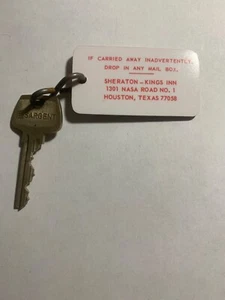 IF CARRIED AWAY INADVERTENTLY
DROP IN ANY MAIL BOX.
SHERATON - KINGS INN
1301 NASA ROAD NO. 1
HOUSTON, TEXAS 77058
SARGENT